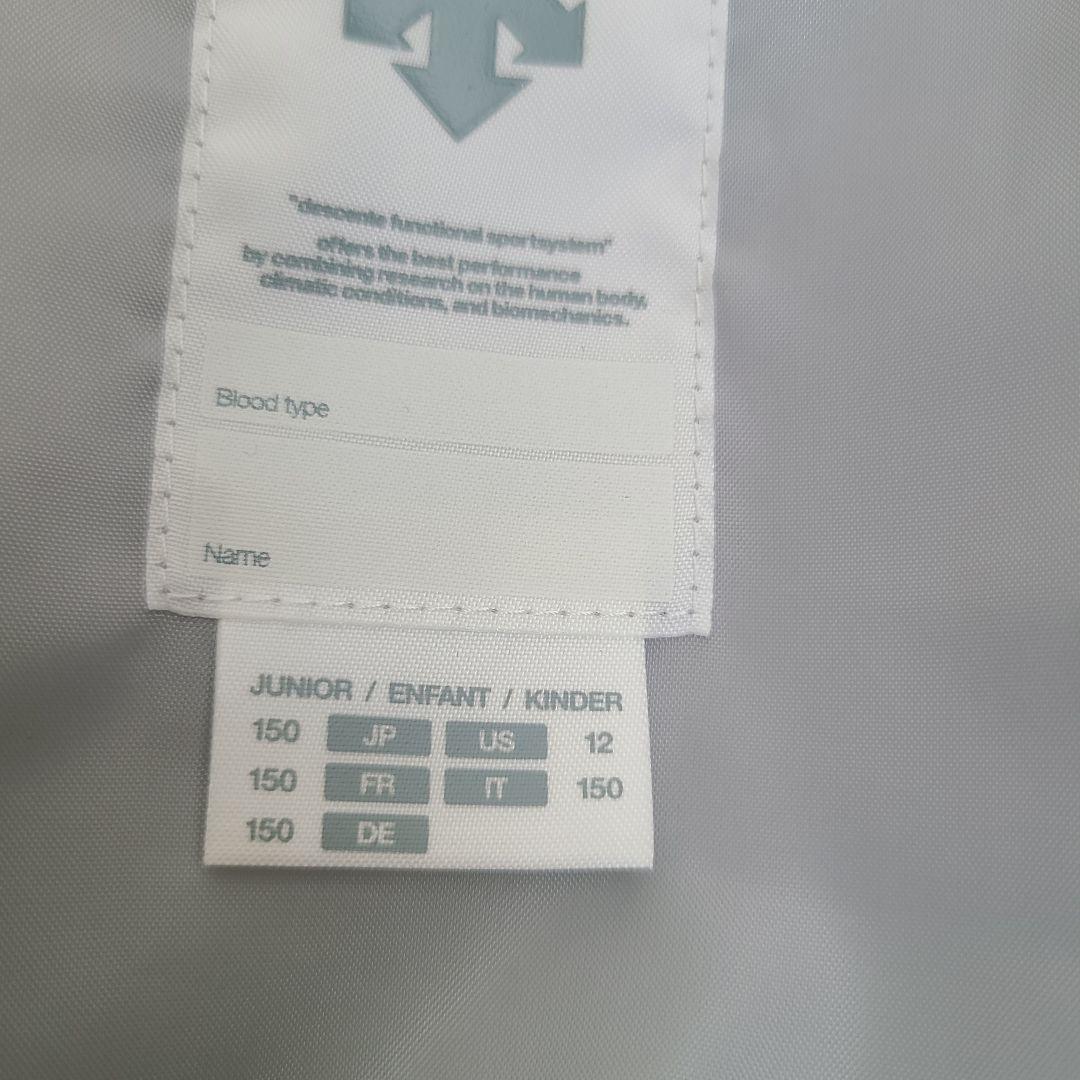 "descente functional sportsystem"
offers the best performance
by combining research on the human body,
climatic conditions, and biomechanics.
Blood type
Name
JUNIOR / ENFANT / KINDER
150 JP US 12
150 FR IT 150
150 DE